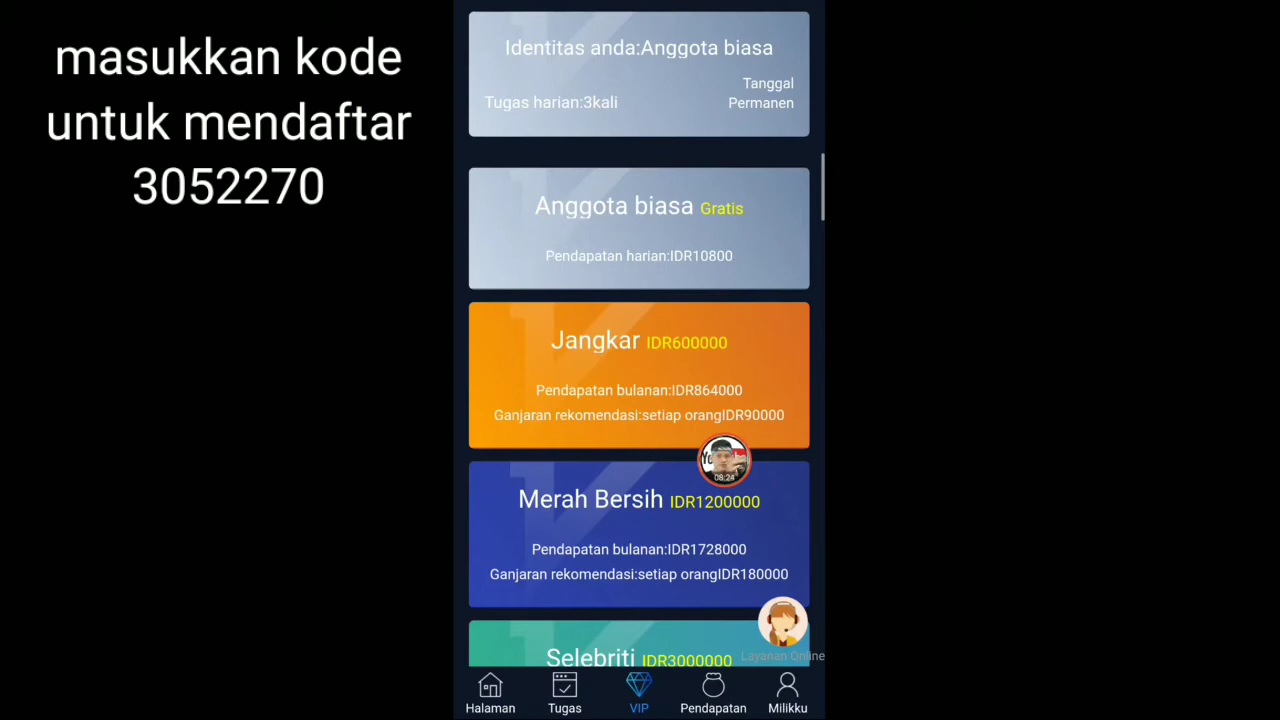 masukkan kode
untuk mendaftar
3052270
Identitas anda:Anggota biasa
Tanggal
Tugas harian:3kali
Permanen
Anggota biasa Gratis
Pendapatan harian:IDR10800
Jangkar IDR600000
Pendapatan bulanan:IDR864000
Ganjaran rekomendasi:setiap orangIDR90000
08:24
Merah Bersih IDR1200000
Pendapatan bulanan:IDR1728000
Ganjaran rekomendasi:setiap orangIDR180000
Selebriti IDR3000000
Layanan Online
Halaman
Tugas
VIP
Pendapatan
Milikku